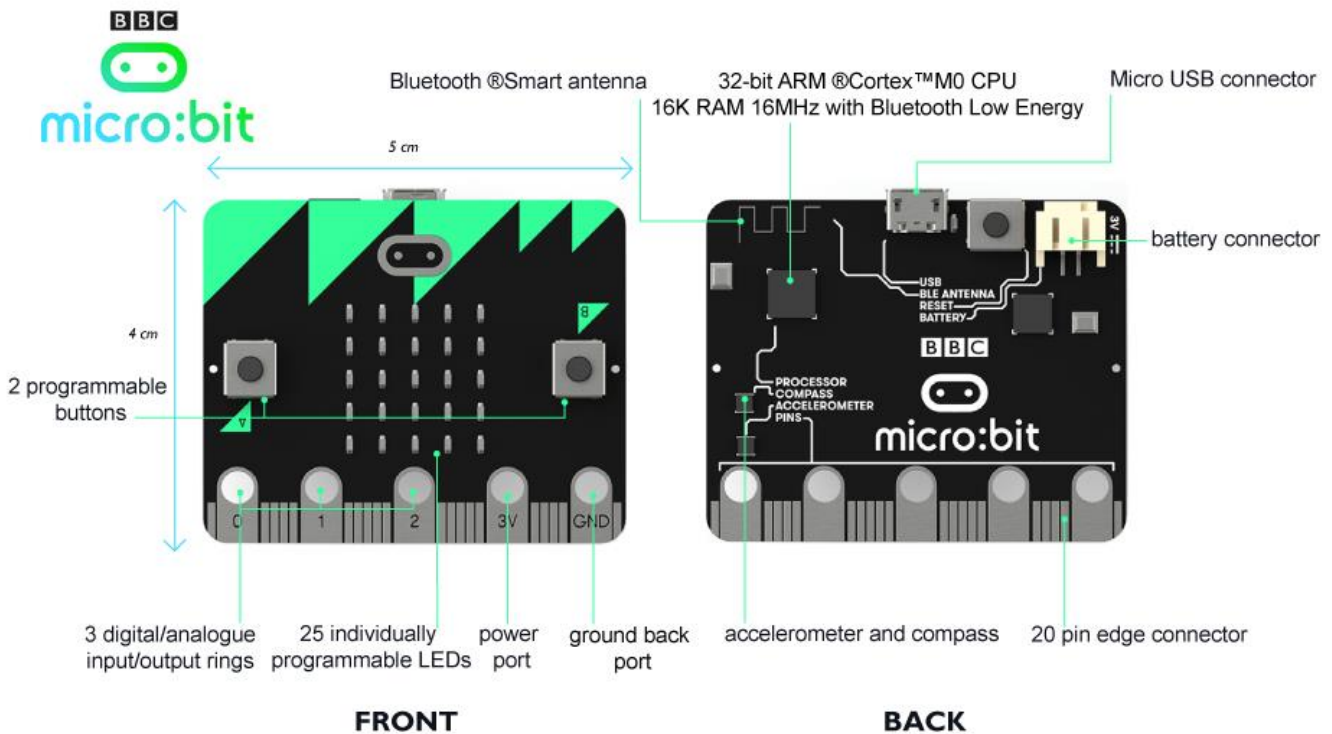 BBC
micro:bit
Bluetooth ®Smart antenna
32-bit ARM ®Cortex™M0 CPU
16K RAM 16MHz with Bluetooth Low Energy
Micro USB connector
5 cm
4 cm
battery connector
3V
USB
BLE ANTENNA
RESET
BATTERY
B
BBC
2 programmable
buttons
A
PROCESSOR
COMPASS
ACCELEROMETER
PINS
micro:bit
0
1
2
3V
GND
3 digital/analogue
input/output rings
25 individually
programmable LEDs
power
port
ground back
port
accelerometer and compass
20 pin edge connector
FRONT
BACK